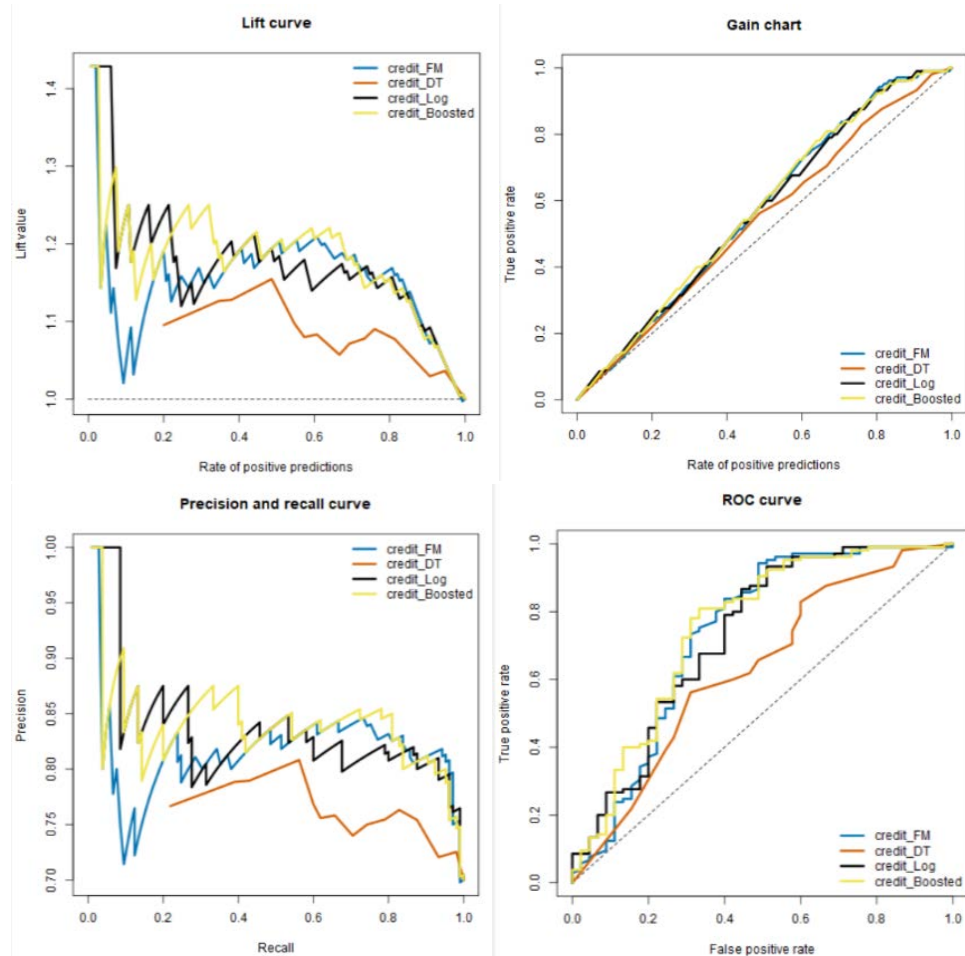 Lift curve
credit_FM
credit_DT
credit_Log
credit_Boosted
1.4
1.3
1.2
1.1
1.0
Lift value
0.0 0.2 0.4 0.6 0.8 1.0
Rate of positive predictions
Gain chart
1.0
0.8
0.6
0.4
0.2
0.0
True positive rate
credit_FM
credit_DT
credit_Log
credit_Boosted
0.0 0.2 0.4 0.6 0.8 1.0
Rate of positive predictions
Precision and recall curve
credit_FM
credit_DT
credit_Log
credit_Boosted
1.00
0.95
0.90
0.85
0.80
0.75
0.70
Precision
0.0 0.2 0.4 0.6 0.8 1.0
Recall
ROC curve
1.0
0.8
0.6
0.4
0.2
0.0
True positive rate
credit_FM
credit_DT
credit_Log
credit_Boosted
0.0 0.2 0.4 0.6 0.8 1.0
False positive rate